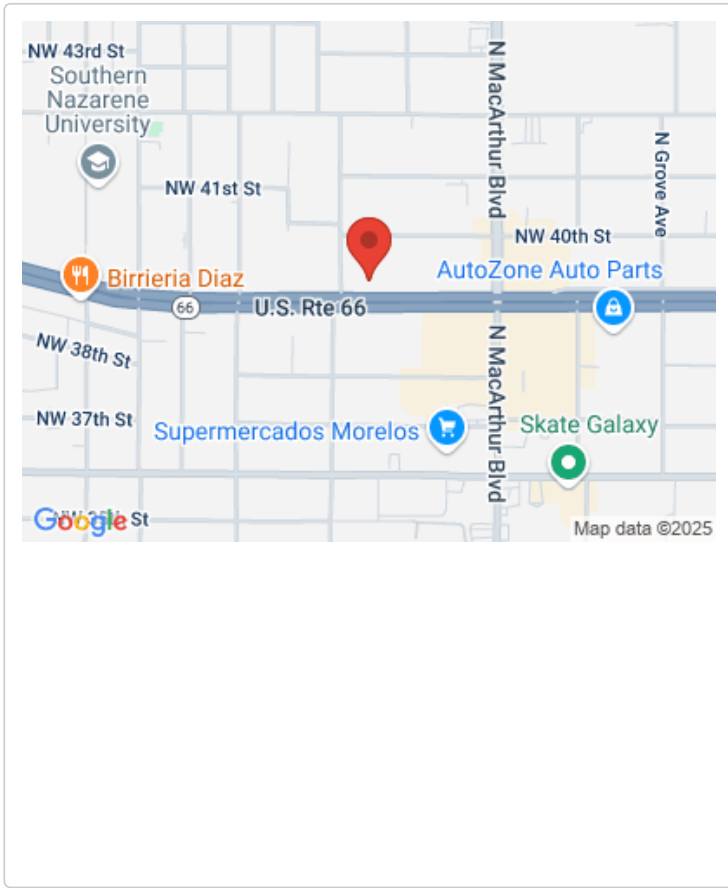 NW 43rd St
Southern
Nazarene
University
N MacArthur Blvd
N Grove Ave
NW 41st St
NW 40th St
Birrieria Diaz
AutoZone Auto Parts
66
U.S. Rte 66
NW 38th St
N MacArthur Blvd
NW 37th St
Supermercados Morelos
Skate Galaxy
Google
St
Map data ©2025